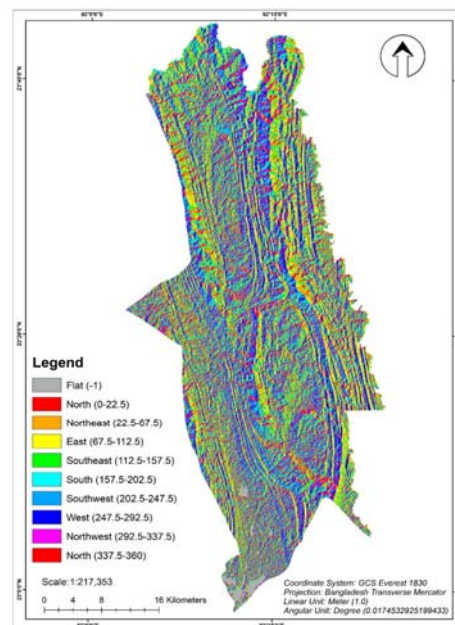 92°15'0"E
Legend
Flat (-1)
North (0-22.5)
Northeast (22.5-67.5)
East (67.5-112.5)
Southeast (112.5-157.5)
South (157.5-202.5)
Southwest (202.5-247.5)
West (247.5-292.5)
Northwest (292.5-337.5)
North (337.5-360)
Scale:1:217,353
0 4 8 16 Kilometers
Coordinate System: GCS Everest 1830
Projection: Bangladesh Transverse Mercator
Linear Unit: Meter (1.0)
Angular Unit: Degree (0.0174532925199433)